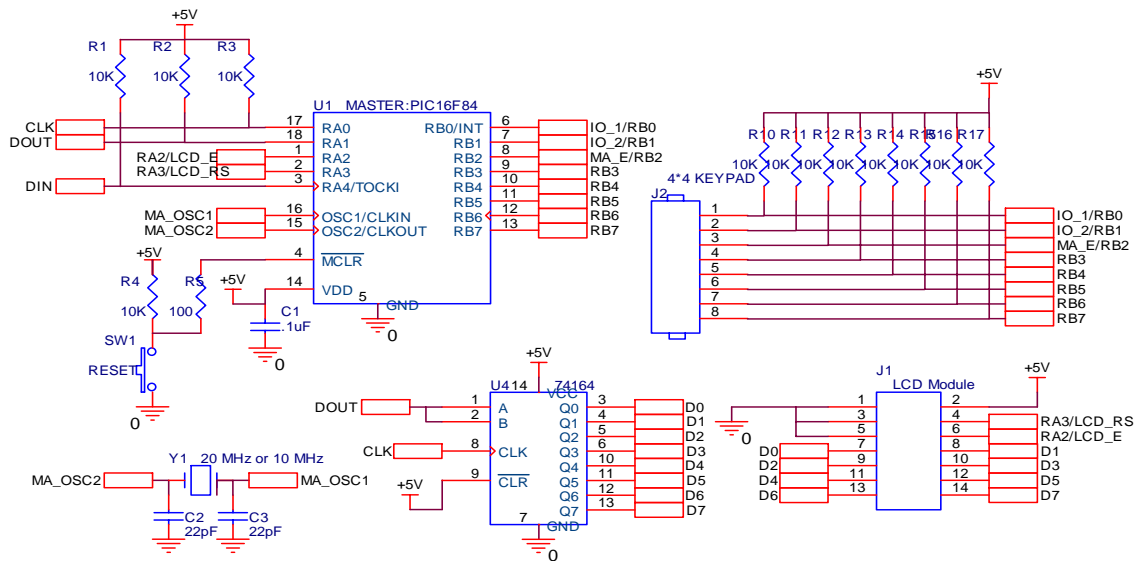 +5V
R1 R2 R3
10K 10K 10K
U1 MASTER:PIC16F84
CLK 17 RA0 RB0/INT 6 IO_1/RB0
DOUT 18 RA1 RB1 7 IO_2/RB1
RA2/LCD_E 1 RA2 RB2 8 MA_E/RB2
RA3/LCD_RS 2 RA3 RB3 9 RB3
DIN 3 RA4/TOCKI RB4 10 RB4
RB5 11 RB5
MA_OSC1 16 OSC1/CLKIN RB6 12 RB6
MA_OSC2 15 OSC2/CLKOUT RB7 13 RB7
+5V
4 MCLR
R4 R5
10K 100
+5V 14 VDD
5 GND
0
C1
.1uF
0
SW1
RESET
0
+5V
R10 R11 R12 R13 R14 R15 R16 R17
10K 10K 10K 10K 10K 10K 10K 10K
4*4 KEYPAD
J2
1 IO_1/RB0
2 IO_2/RB1
3 MA_E/RB2
4 RB3
5 RB4
6 RB5
7 RB6
8 RB7
Y1 20 MHz or 10 MHz
MA_OSC2 MA_OSC1
C2 C3
22pF 22pF
0
+5V
U4 14 74164
VCC
DOUT 1 A Q0 3 D0
2 B Q1 4 D1
Q2 5 D2
CLK 8 CLK Q3 6 D3
Q4 10 D4
9 CLR Q5 11 D5
+5V Q6 12 D6
Q7 13 D7
7 GND
0
J1
LCD Module
+5V
0
1 2
3 4 RA3/LCD_RS
5 6 RA2/LCD_E
D0 7 8 D1
D2 9 10 D3
D4 11 12 D5
D6 13 14 D7